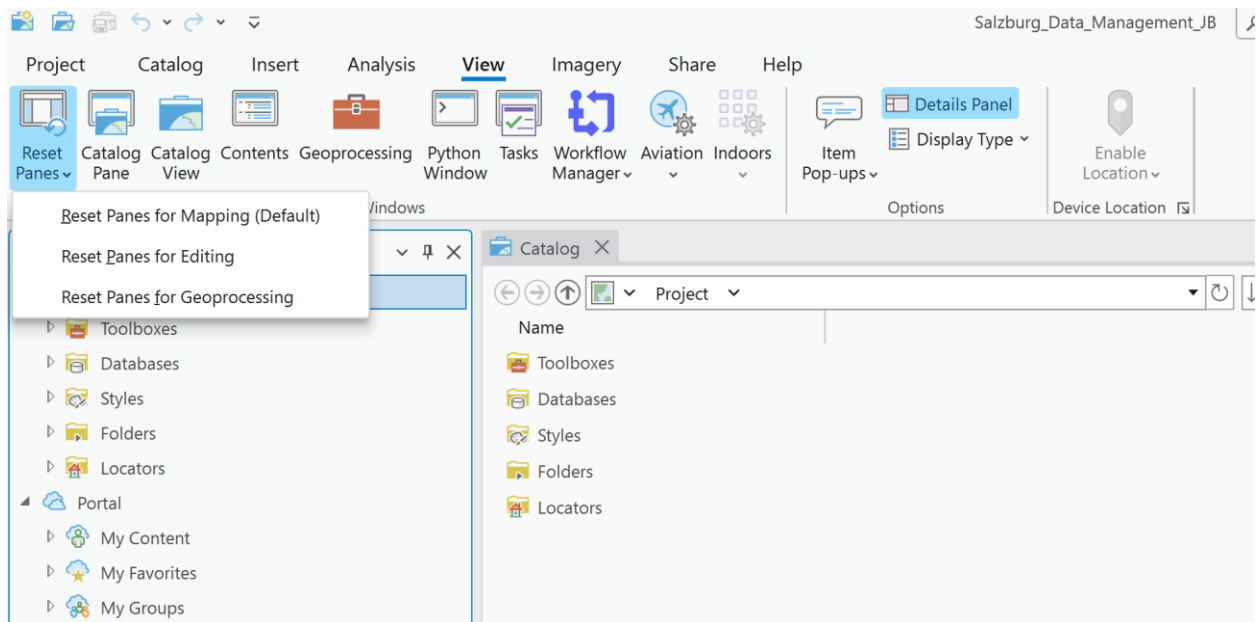 Salzburg_Data_Management_JB
Project Catalog Insert Analysis View Imagery Share Help
Reset Panes
Catalog Pane
Catalog View
Contents
Geoprocessing
Python Window
Tasks
Workflow Manager
Aviation
Indoors
Item Pop-ups
Details Panel
Display Type
Enable Location
Options
Device Location
Reset Panes for Mapping (Default)
Reset Panes for Editing
Reset Panes for Geoprocessing
Toolboxes
Databases
Styles
Folders
Locators
Portal
My Content
My Favorites
My Groups
Catalog
Project
Name
Toolboxes
Databases
Styles
Folders
Locators